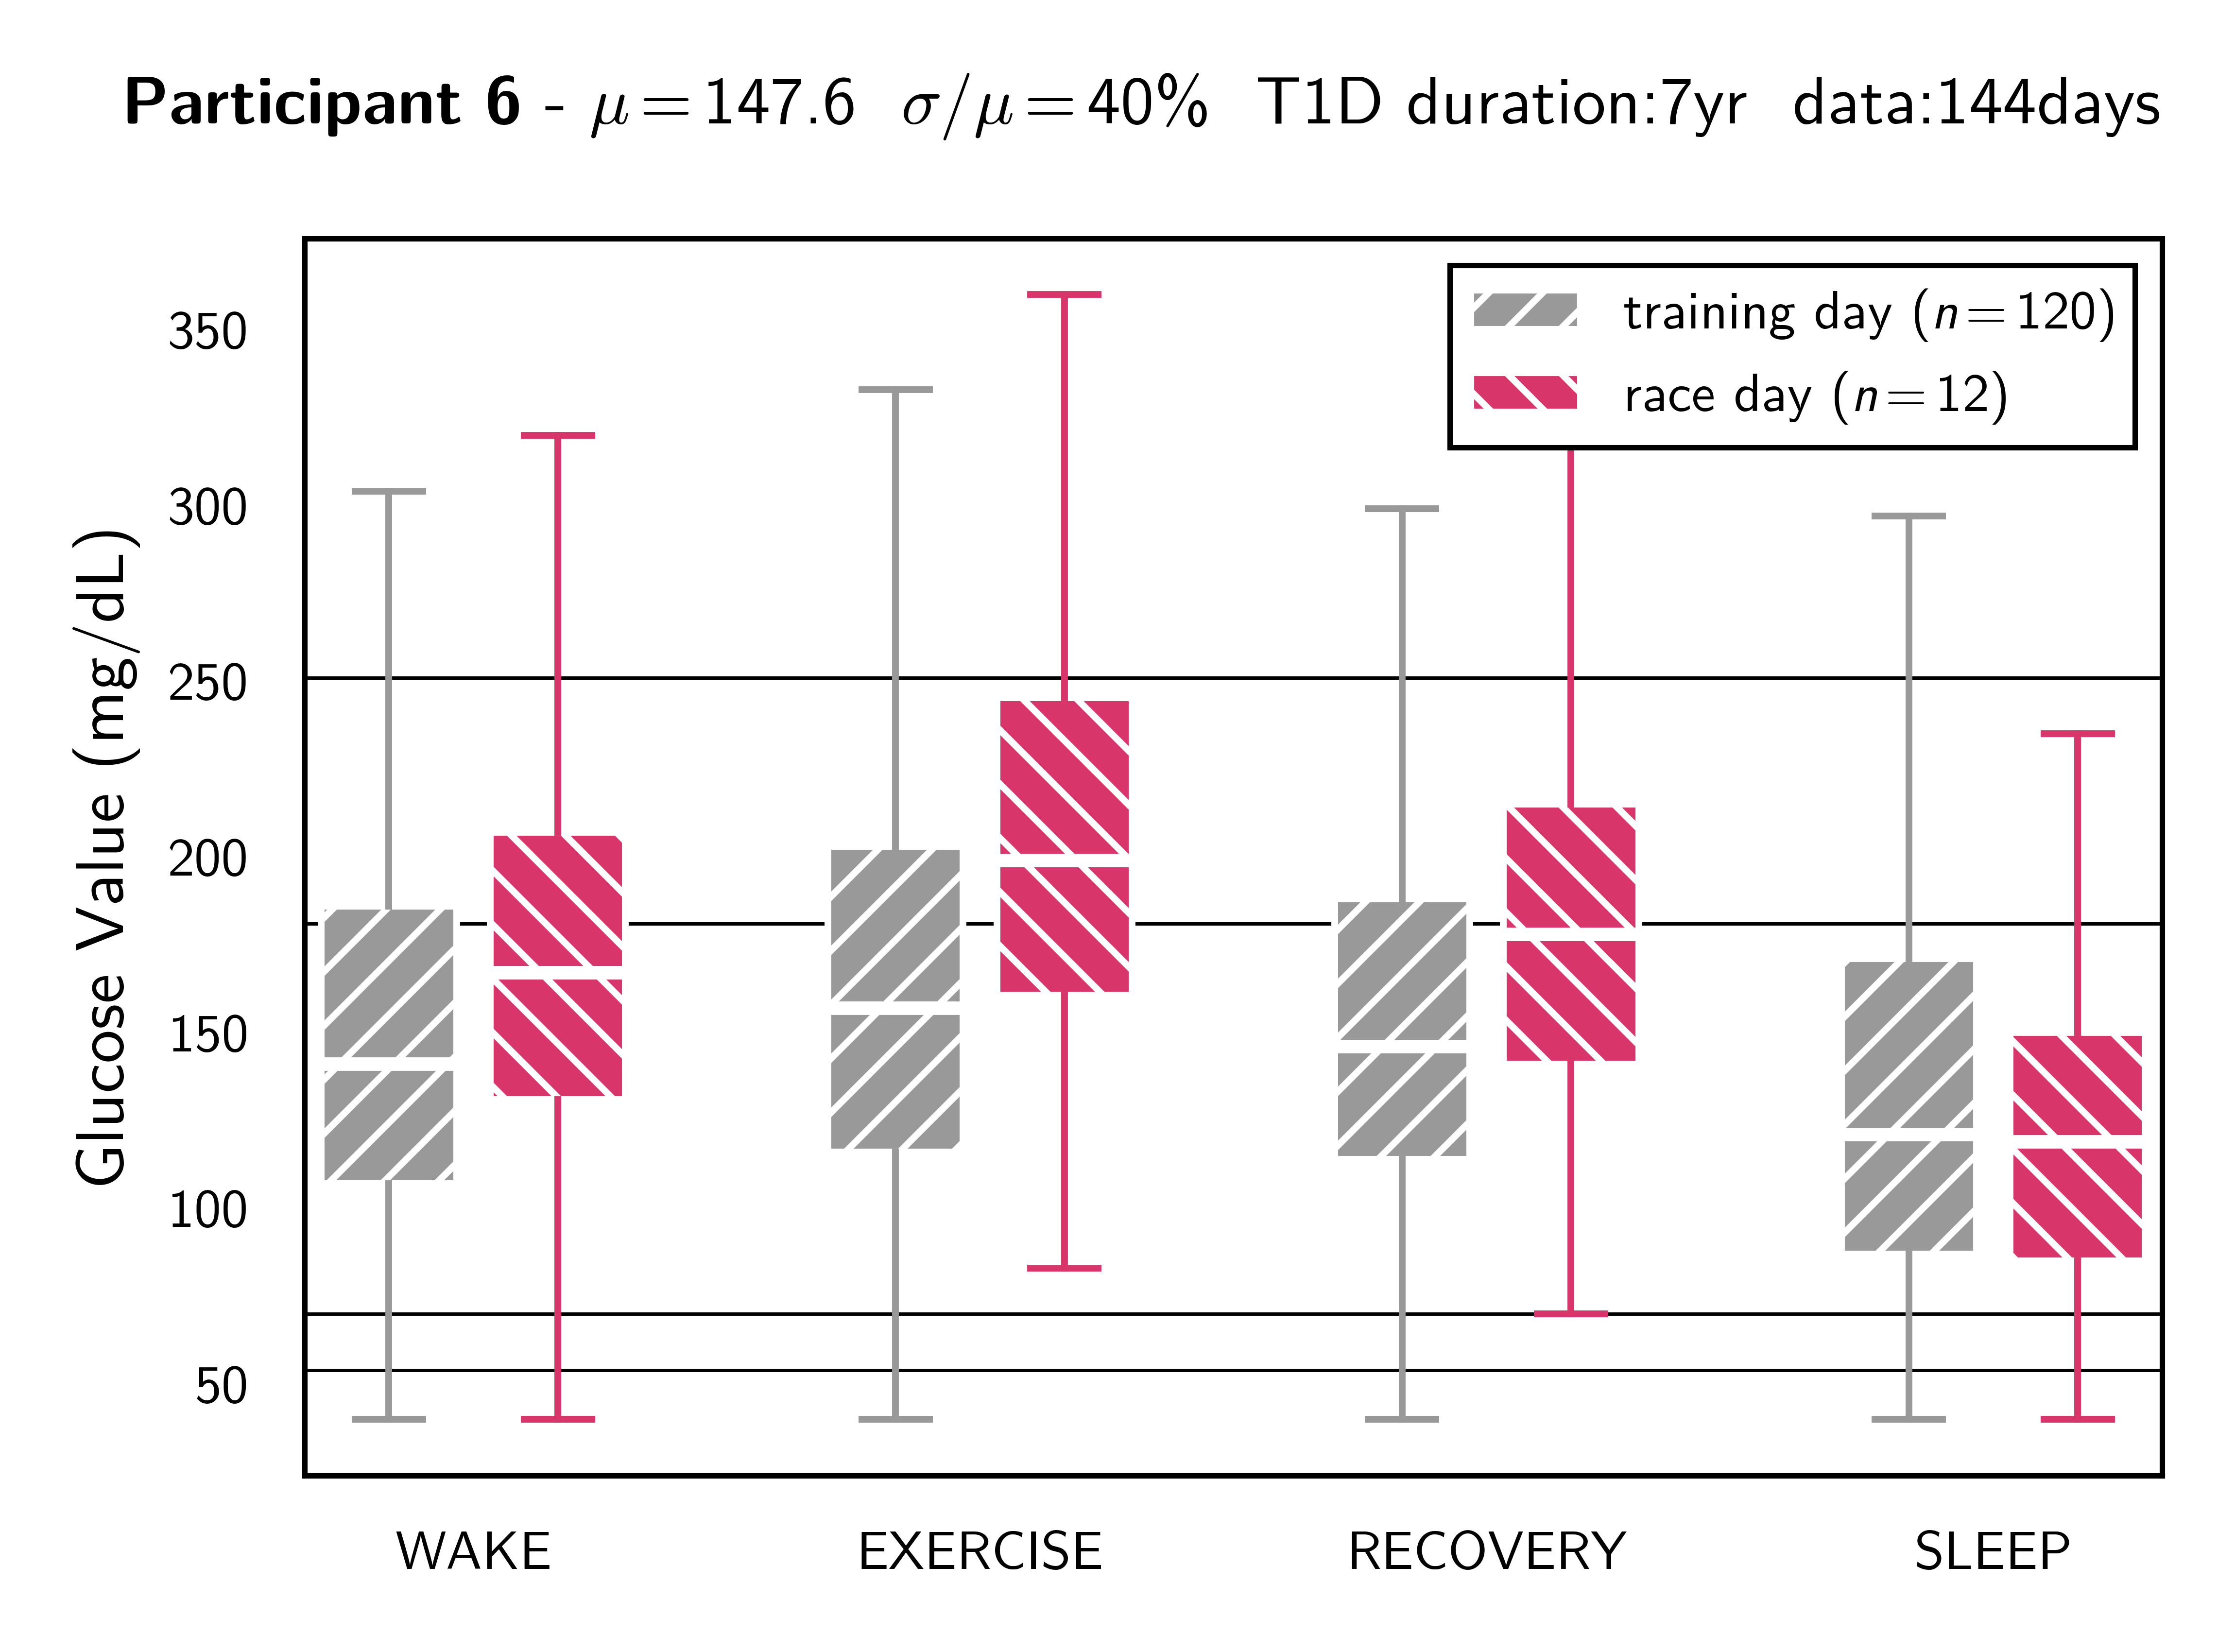 Participant 6 - μ=147.6 σ/μ=40% T1D duration:7yr data:144days
training day (n=120)
race day (n=12)
Glucose Value (mg/dL)
350
300
250
200
150
100
50
WAKE EXERCISE RECOVERY SLEEP